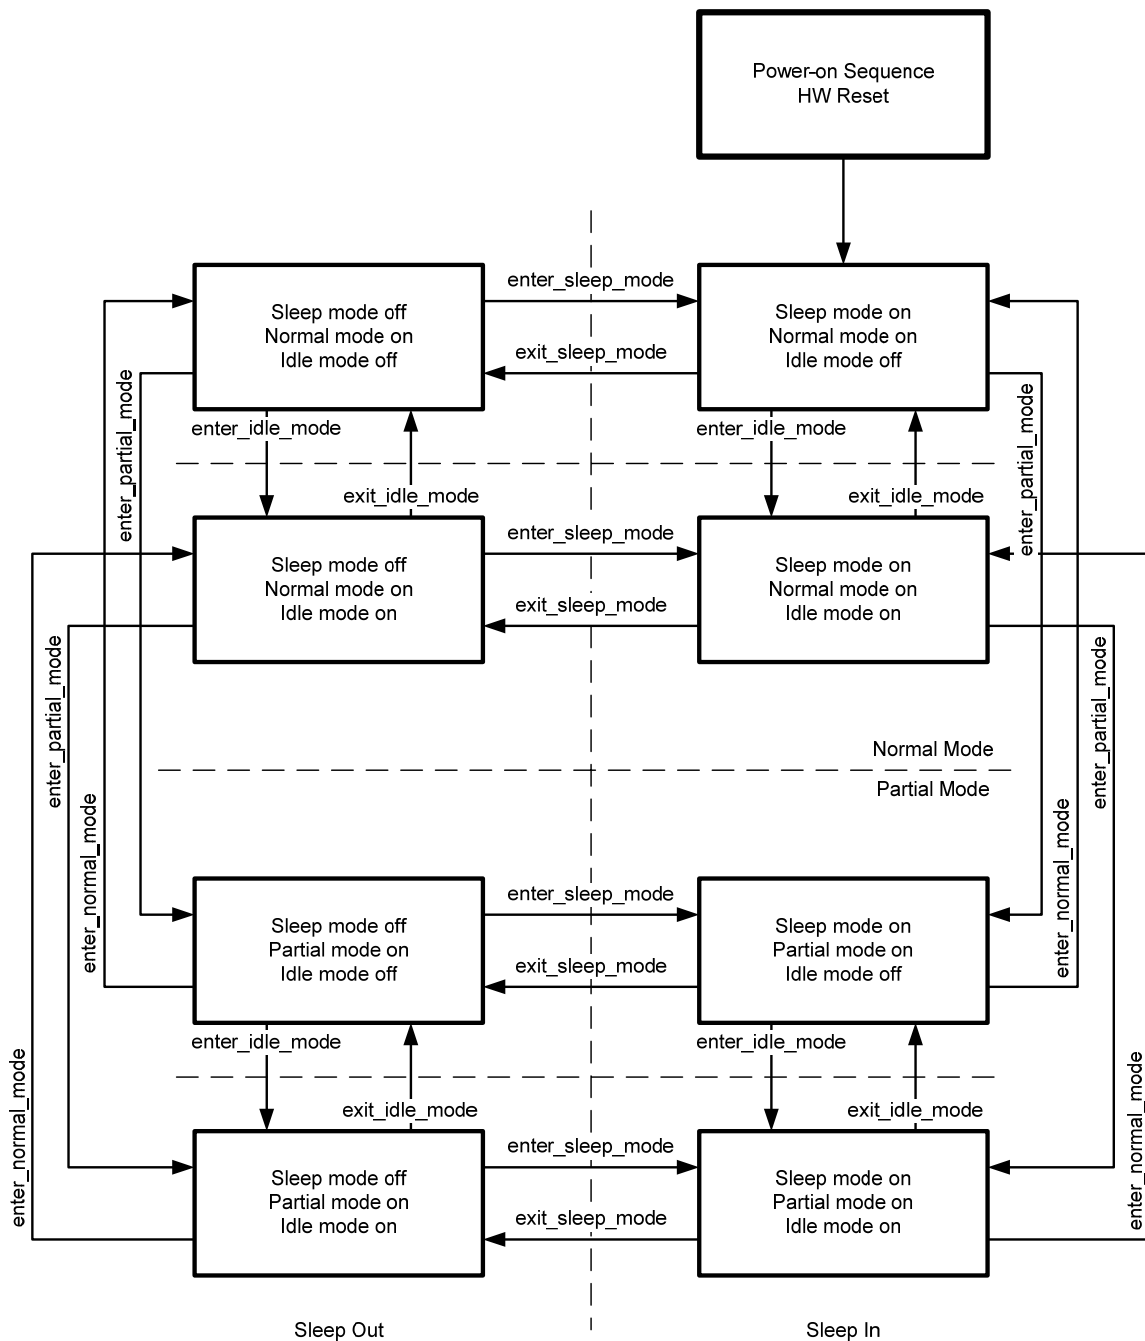 Power-on Sequence
HW Reset
Sleep mode off
Normal mode on
Idle mode off
enter_sleep_mode
exit_sleep_mode
Sleep mode on
Normal mode on
Idle mode off
enter_idle_mode
exit_idle_mode
enter_idle_mode
exit_idle_mode
enter_partial_mode
enter_partial_mode
Sleep mode off
Normal mode on
Idle mode on
enter_sleep_mode
exit_sleep_mode
Sleep mode on
Normal mode on
Idle mode on
enter_partial_mode
enter_partial_mode
Normal Mode
Partial Mode
enter_normal_mode
enter_normal_mode
Sleep mode off
Partial mode on
Idle mode off
enter_sleep_mode
exit_sleep_mode
Sleep mode on
Partial mode on
Idle mode off
enter_idle_mode
exit_idle_mode
enter_idle_mode
exit_idle_mode
enter_normal_mode
enter_normal_mode
Sleep mode off
Partial mode on
Idle mode on
enter_sleep_mode
exit_sleep_mode
Sleep mode on
Partial mode on
Idle mode on
Sleep Out
Sleep In